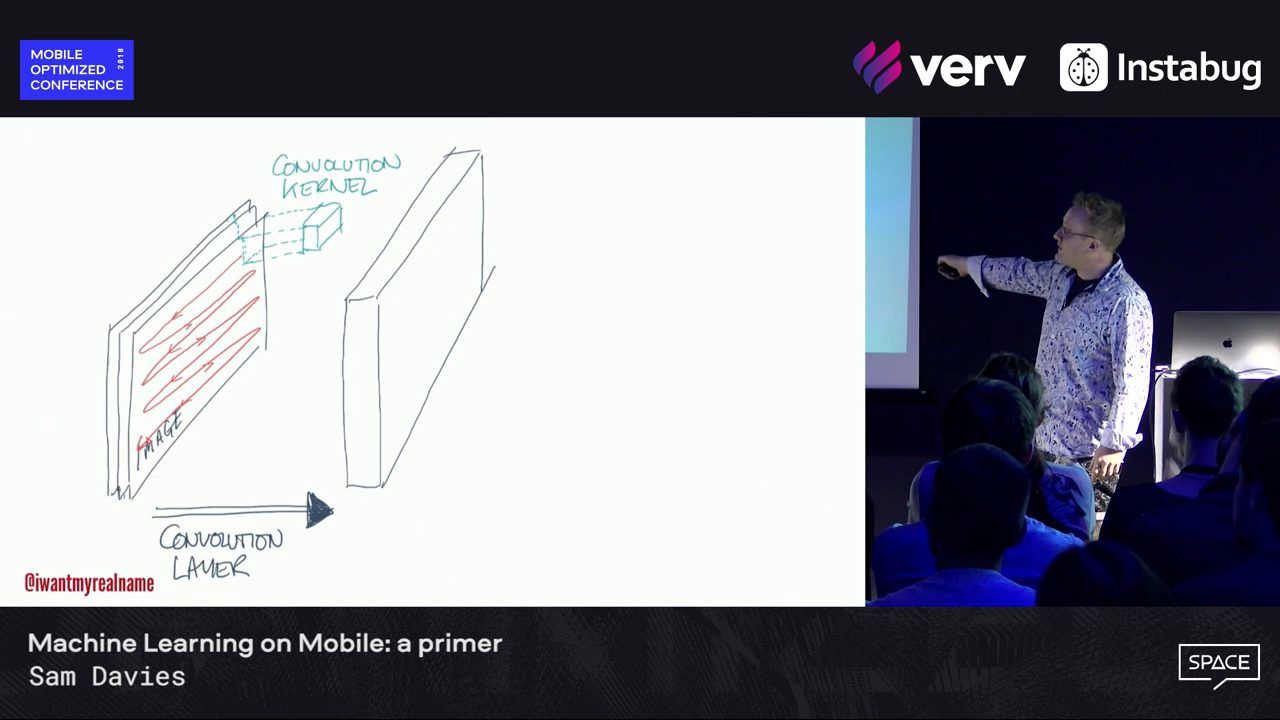 MOBILE
OPTIMIZED
CONFERENCE
2018
verv
Instabug
CONVOLUTION
KERNEL
IMAGE
CONVOLUTION
LAYER
@iwantmyrealname
Machine Learning on Mobile: a primer
Sam Davies
SPACE